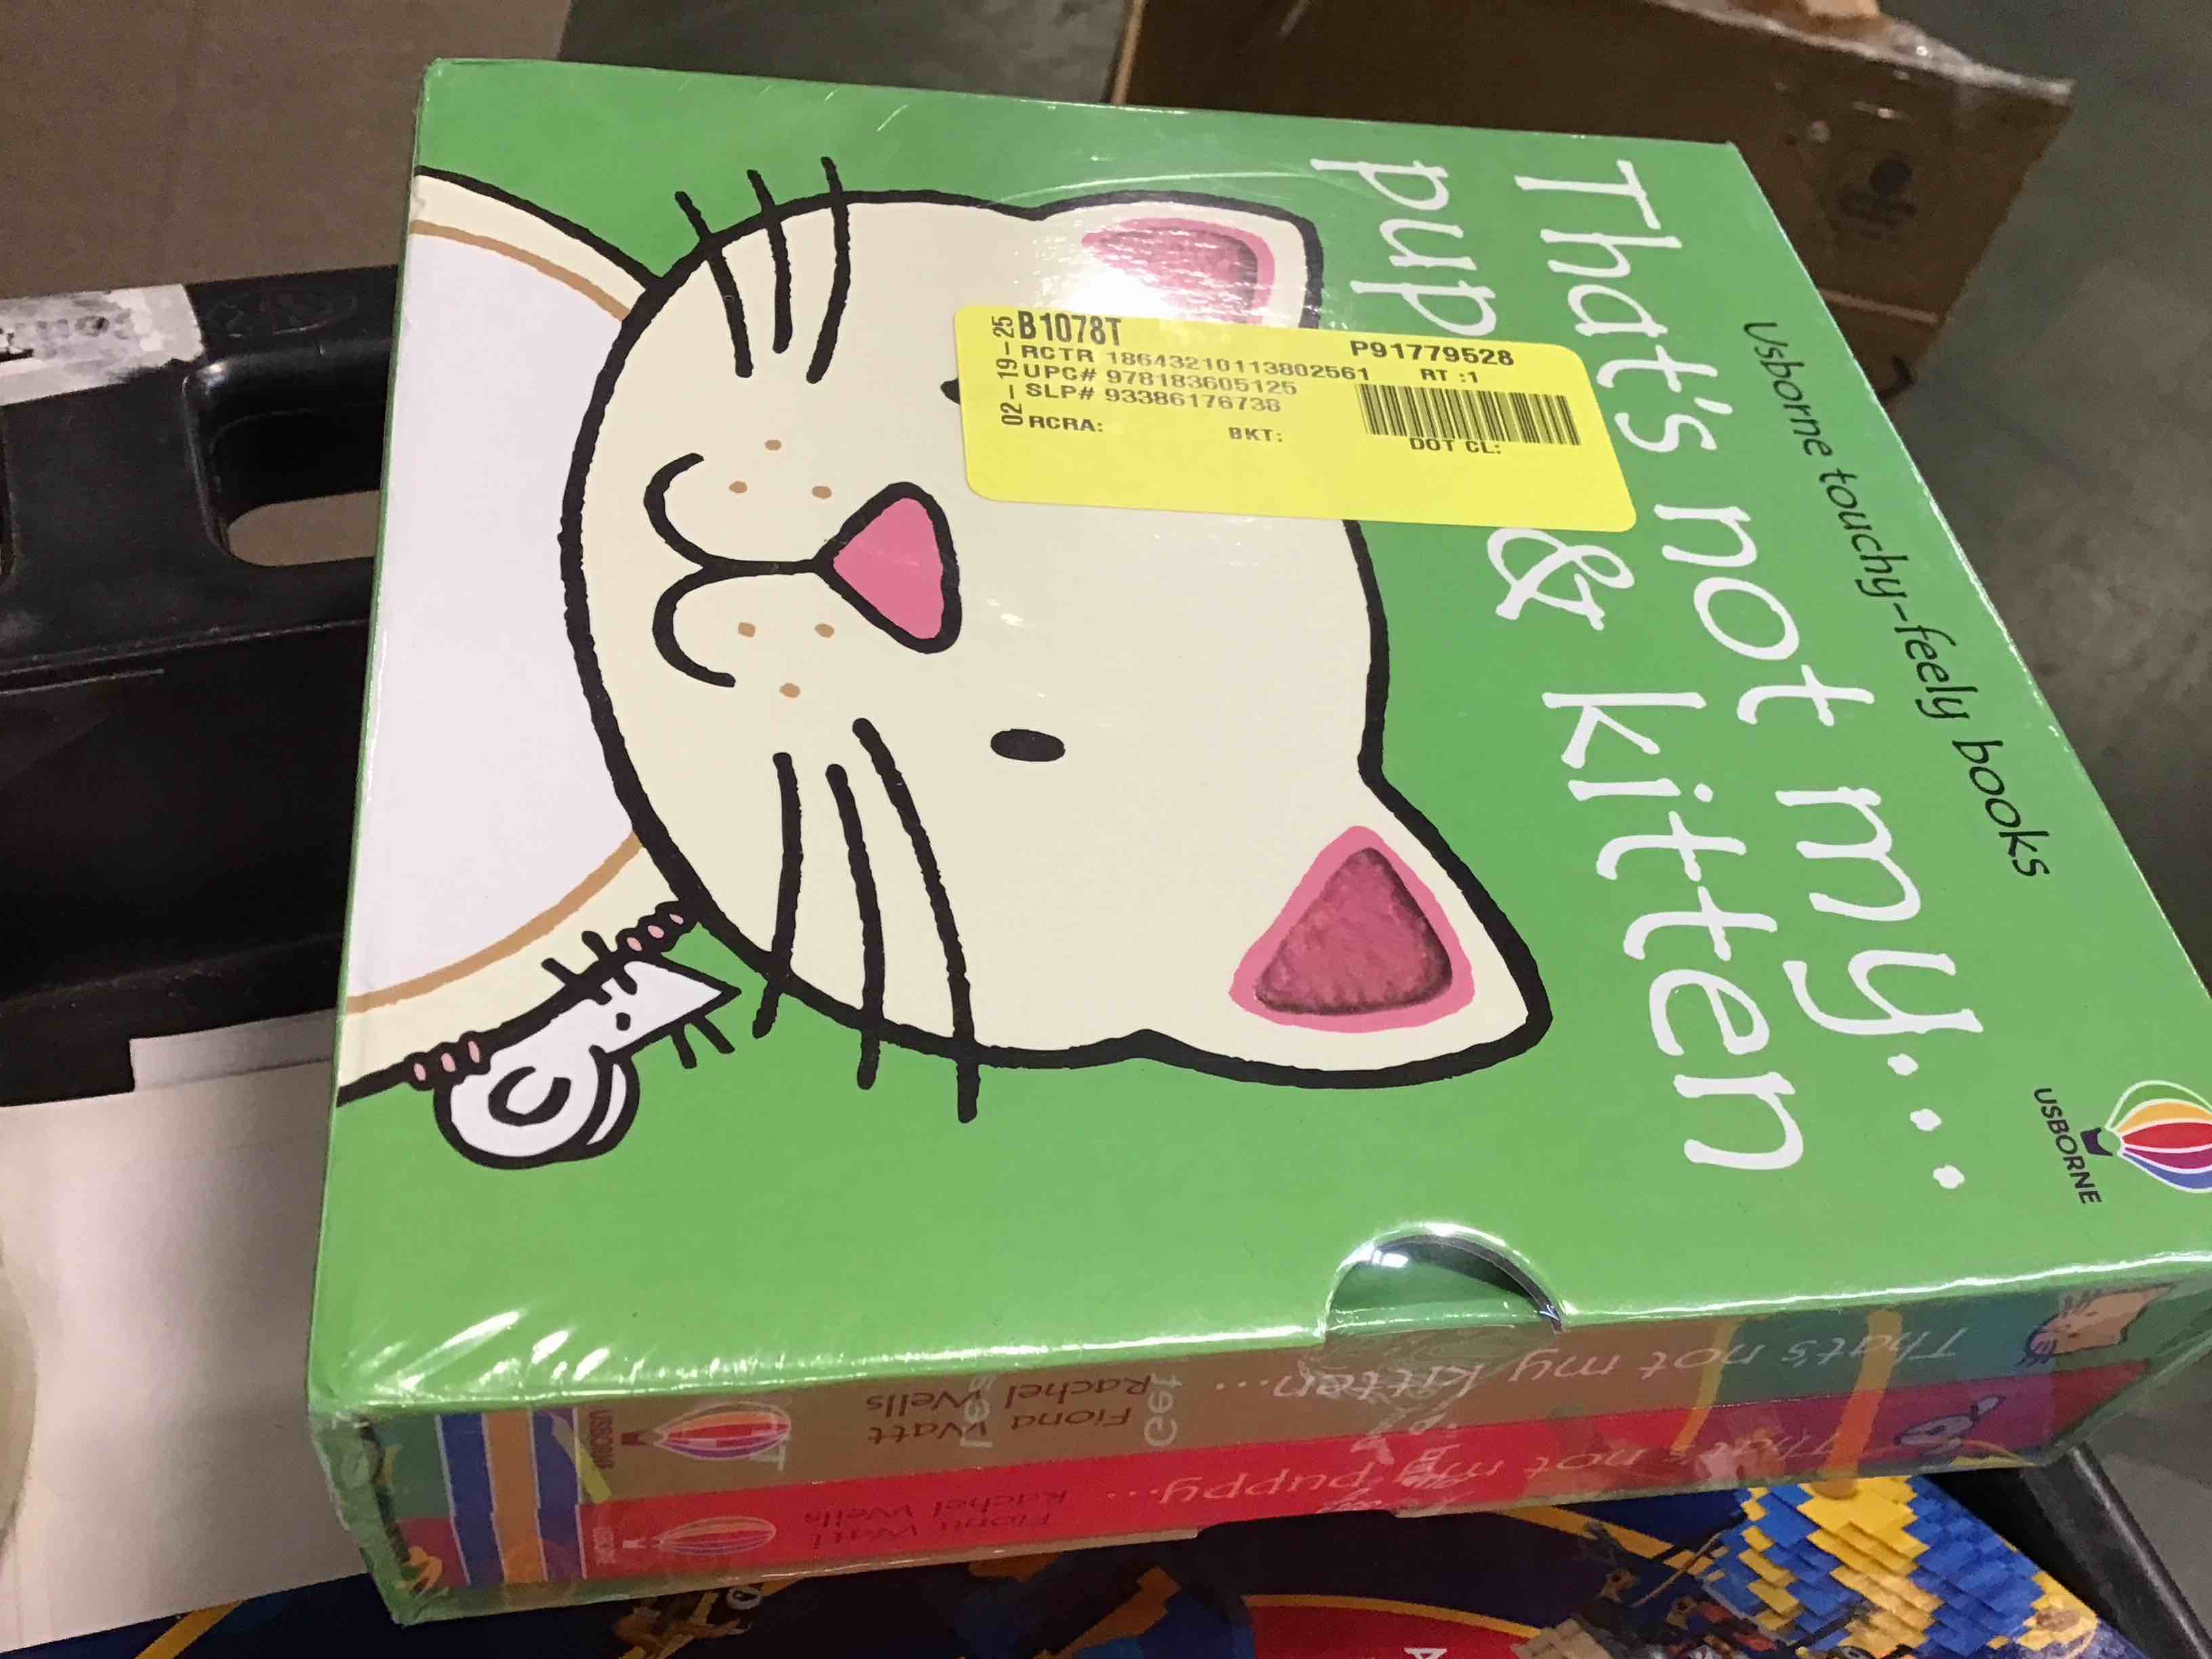 Usborne touchy-feely books
That's not my...
pup & kitten
USBORNE
B1078T
P91779528
RCTR 18643210113802561 RT :1
UPC# 978183605125
SLP# 93386176738
RCRA: BKT: DOT CL:
02-19-25
That's not my kitten...
Fiona Watt
Rachel Wells
That's not my puppy...
Fiona Watt
Rachel Wells